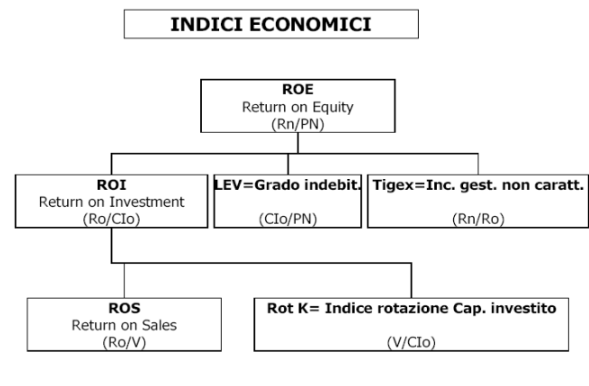 INDICI ECONOMICI
ROE
Return on Equity
(Rn/PN)
ROI
Return on Investment
(Ro/CIo)
LEV=Grado indebit.
(CIo/PN)
Tigex=Inc. gest. non caratt.
(Rn/Ro)
ROS
Return on Sales
(Ro/V)
Rot K= Indice rotazione Cap. investito
(V/CIo)